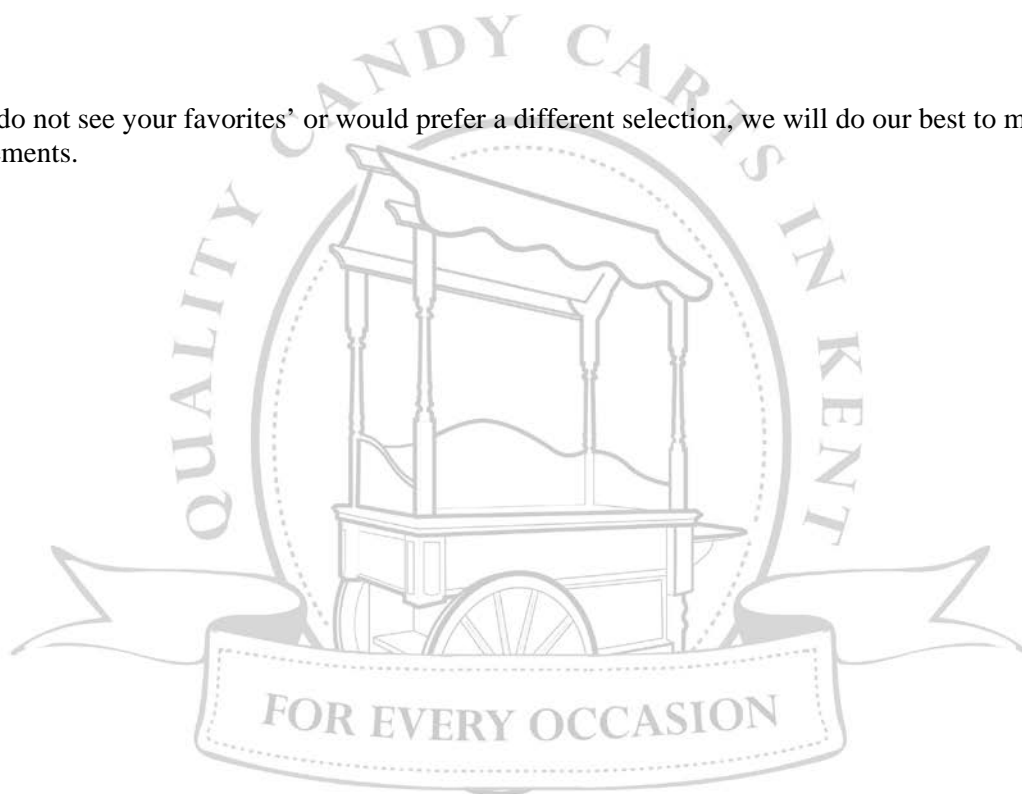 QUALITY CANDY CARTS IN KENT
do not see your favorites’ or would prefer a different selection, we will do our best to m
ements.
FOR EVERY OCCASION